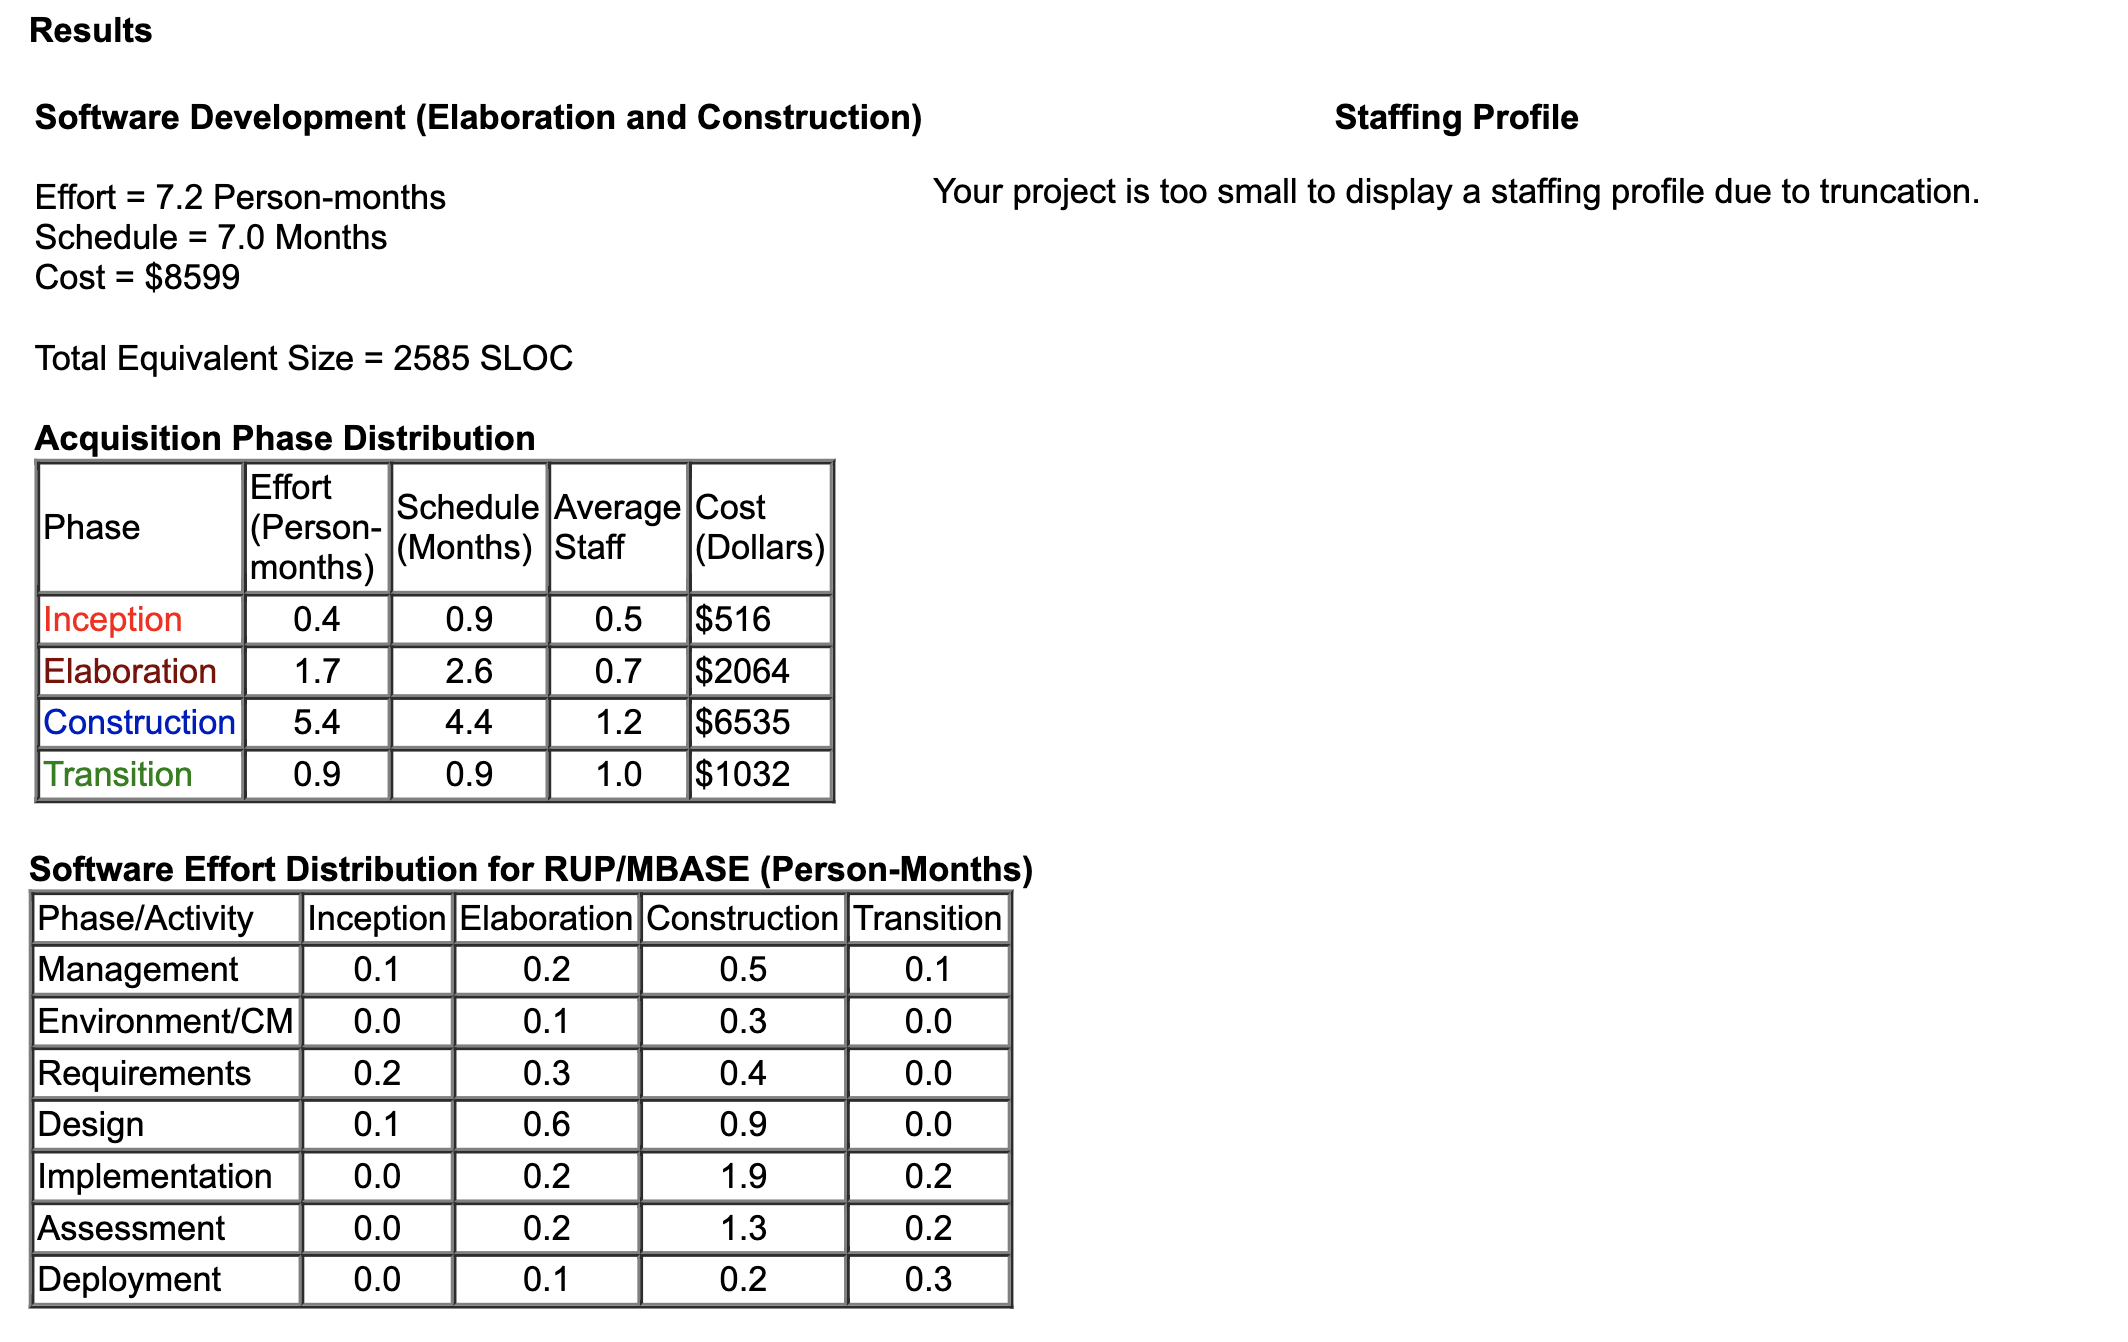 Results
Software Development (Elaboration and Construction)
Staffing Profile
Effort = 7.2 Person-months
Schedule = 7.0 Months
Cost = $8599
Your project is too small to display a staffing profile due to truncation.
Total Equivalent Size = 2585 SLOC
Acquisition Phase Distribution
Phase Effort (Person-months) Schedule (Months) Average Staff Cost (Dollars)
Inception 0.4 0.9 0.5 $516
Elaboration 1.7 2.6 0.7 $2064
Construction 5.4 4.4 1.2 $6535
Transition 0.9 0.9 1.0 $1032
Software Effort Distribution for RUP/MBASE (Person-Months)
Phase/Activity Inception Elaboration Construction Transition
Management 0.1 0.2 0.5 0.1
Environment/CM 0.0 0.1 0.3 0.0
Requirements 0.2 0.3 0.4 0.0
Design 0.1 0.6 0.9 0.0
Implementation 0.0 0.2 1.9 0.2
Assessment 0.0 0.2 1.3 0.2
Deployment 0.0 0.1 0.2 0.3